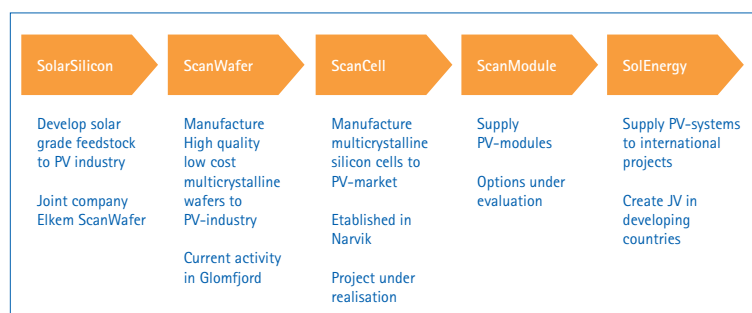 SolarSilicon
ScanWafer
ScanCell
ScanModule
SolEnergy
Develop solar
grade feedstock
to PV industry
Joint company
Elkem ScanWafer
Manufacture
High quality
low cost
multicrystalline
wafers to
PV-industry
Current activity
in Glomfjord
Manufacture
multicrystalline
silicon cells to
PV-market
Etablished in
Narvik
Project under
realisation
Supply
PV-modules
Options under
evaluation
Supply PV-systems
to international
projects
Create JV in
developing
countries